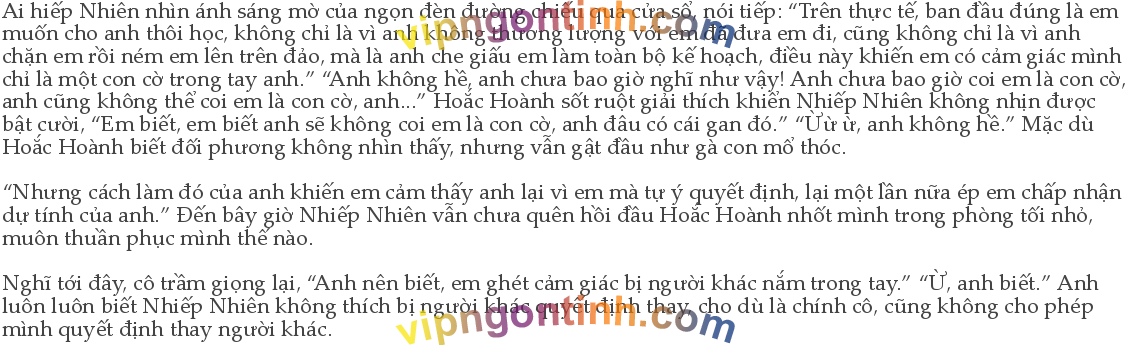 Ai hiếp Nhiên nhìn ánh sáng mờ của ngọn đèn đường chiếu qua cửa sổ, nói tiếp: “Trên thực tế, ban đầu đúng là em
muốn cho anh thôi học, không chỉ là vì anh không thương lượng với em đã đưa em đi, cũng không chỉ là vì anh
chặn em rồi ném em lên trên đảo, mà là anh che giấu em làm toàn bộ kế hoạch, điều này khiến em có cảm giác mình
chỉ là một con cờ trong tay anh.” “Anh không hề, anh chưa bao giờ nghĩ như vậy! Anh chưa bao giờ coi em là con cờ,
anh cũng không thể coi em là con cờ, anh...” Hoắc Hoành sốt ruột giải thích khiến Nhiếp Nhiên không nhịn được
bật cười, “Em biết, em biết anh sẽ không coi em là con cờ, anh đâu có cái gan đó.” “Ừừ ừ, anh không hề.” Mặc dù
Hoắc Hoành biết đối phương không nhìn thấy, nhưng vẫn gật đầu như gà con mổ thóc.
“Nhưng cách làm đó của anh khiến em cảm thấy anh lại vì em mà tự ý quyết định, lại một lần nữa ép em chấp nhận
dự tính của anh.” Đến bây giờ Nhiếp Nhiên vẫn chưa quên hồi đầu Hoắc Hoành nhốt mình trong phòng tối nhỏ,
muôn thuần phục mình thế nào.
Nghĩ tới đây, cô trầm giọng lại, “Anh nên biết, em ghét cảm giác bị người khác nắm trong tay.” “Ừ, anh biết.” Anh
luôn luôn biết Nhiếp Nhiên không thích bị người khác quyết định thay, cho dù là chính cô, cũng không cho phép
mình quyết định thay người khác.
vipngontinh.com
vipngontinh.com